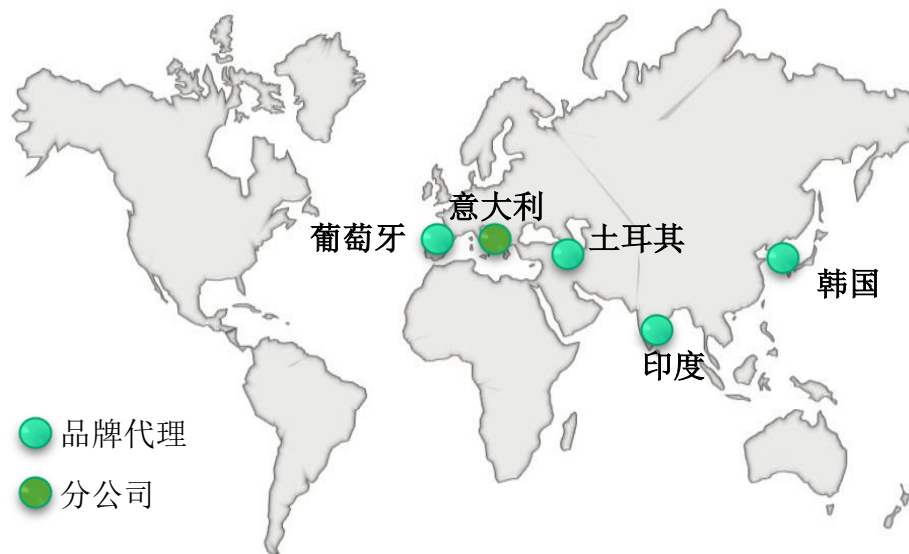 意大利
葡萄牙
土耳其
韩国
印度
品牌代理
分公司